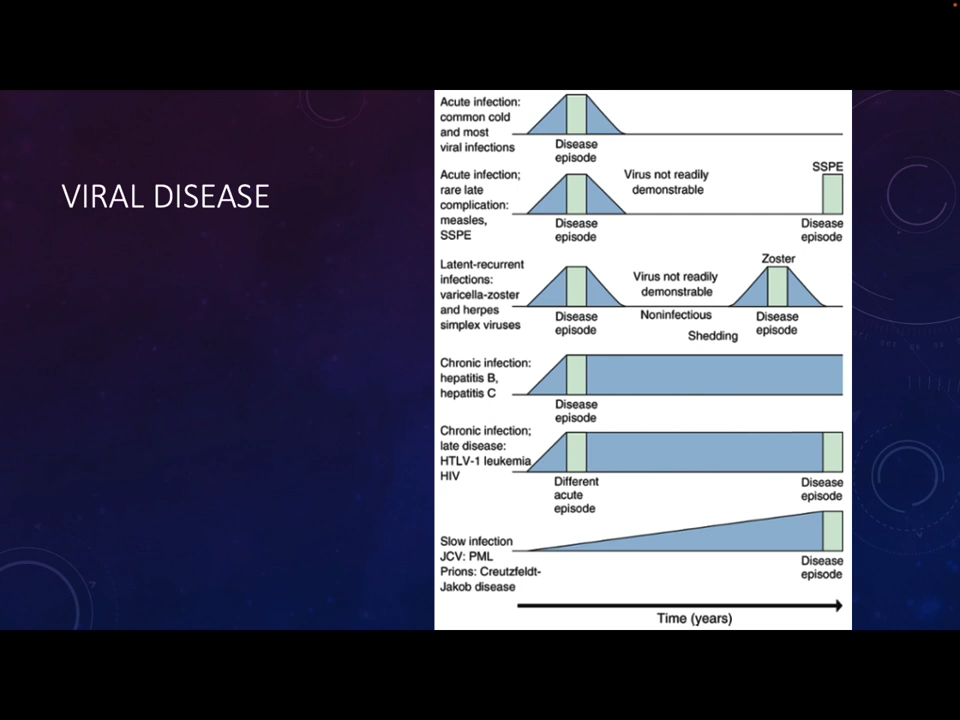 VIRAL DISEASE
Acute infection:
common cold
and most
viral infections
Disease
episode
Acute infection;
rare late
complication:
measles,
SSPE
Virus not readily
demonstrable
SSPE
Disease
episode
Disease
episode
Latent-recurrent
infections:
varicella-zoster
and herpes
simplex viruses
Virus not readily
demonstrable
Zoster
Disease
episode
Noninfectious
Shedding
Disease
episode
Chronic infection:
hepatitis B,
hepatitis C
Disease
episode
Chronic infection;
late disease:
HTLV-1 leukemia
HIV
Different
acute
episode
Disease
episode
Slow infection
JCV: PML
Prions: Creutzfeldt-
Jakob disease
Disease
episode
Time (years)